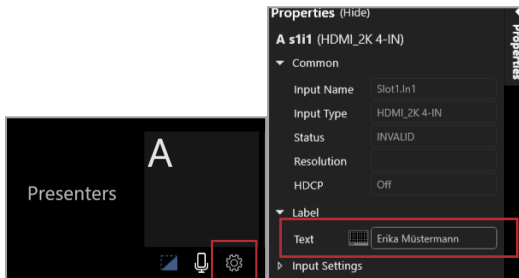 A
Presenters
Properties (Hide)
A s1i1 (HDMI_2K 4-IN)
Common
Input Name Slot1.In1
Input Type HDMI_2K 4-IN
Status INVALID
Resolution
HDCP Off
Label
Text Erika Müstermann
Input Settings
Properties